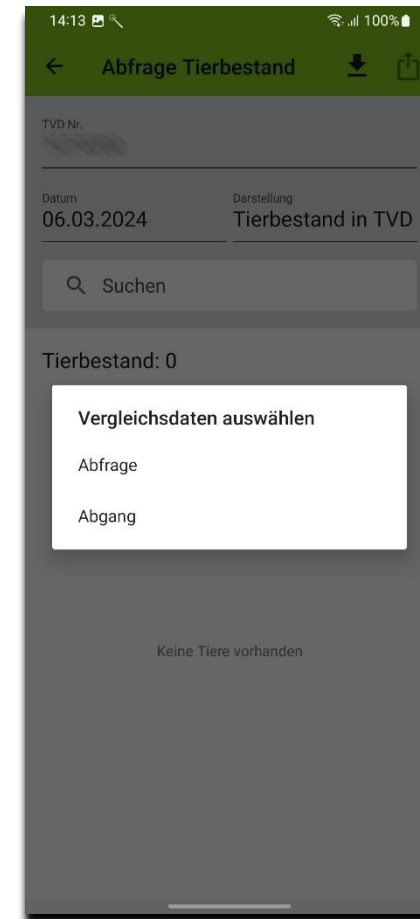 14:13 100%
Abfrage Tierbestand
TVD Nr.
Datum Darstellung
06.03.2024 Tierbestand in TVD
Suchen
Tierbestand: 0
Vergleichsdaten auswählen
Abfrage
Abgang
Keine Tiere vorhanden